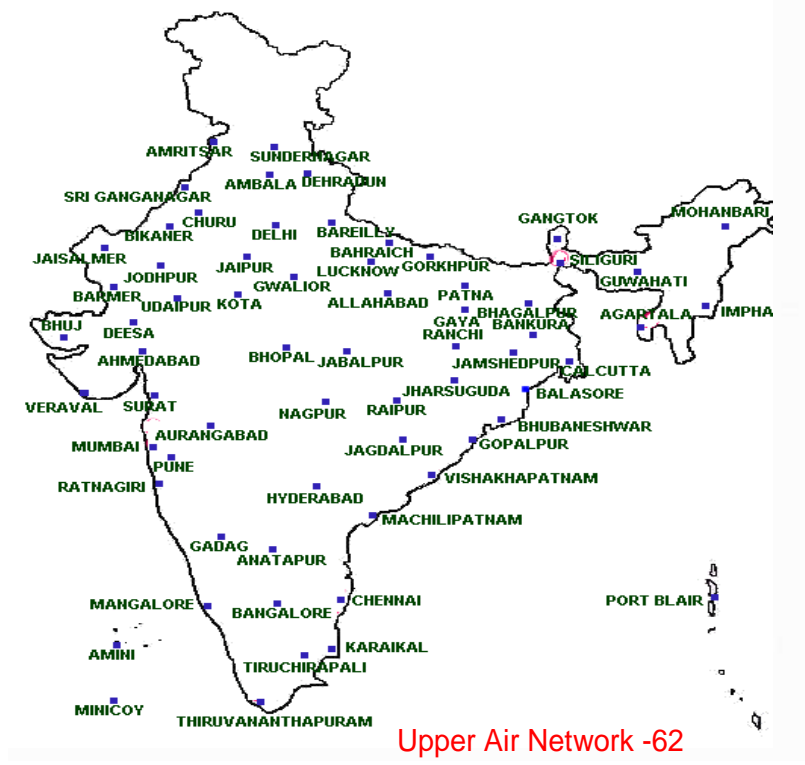 AMRITSAR
SUNDERNAGAR
AMBALA
DEHRADUN
SRI GANGANAGAR
CHURU
GANGTOK
MOHANBARI
BIKANER
DELHI
BAREILLY
BAHRAICH
JAISALMER
JAIPUR
LUCKNOW
GORKHPUR
SILIGURI
JODHPUR
GWALIOR
GUWAHATI
BARMER
UDAIPUR
KOTA
ALLAHABAD
PATNA
BHAGALPUR
AGARTALA
IMPHA
BHUJ
DEESA
GAYA
BANKURA
RANCHI
AHMEDABAD
BHOPAL
JABALPUR
JAMSHEDPUR
CALCUTTA
VERAVAL
SURAT
NAGPUR
RAIPUR
JHARSUGUDA
BALASORE
AURANGABAD
BHUBANESHWAR
MUMBAI
JAGDALPUR
GOPALPUR
PUNE
RATNAGIRI
HYDERABAD
VISHAKHAPATNAM
MACHILIPATNAM
GADAG
ANATAPUR
MANGALORE
BANGALORE
CHENNAI
PORT BLAIR
AMINI
TIRUCHIRAPALI
KARAIKAL
MINICOY
THIRUVANANTHAPURAM
Upper Air Network -62